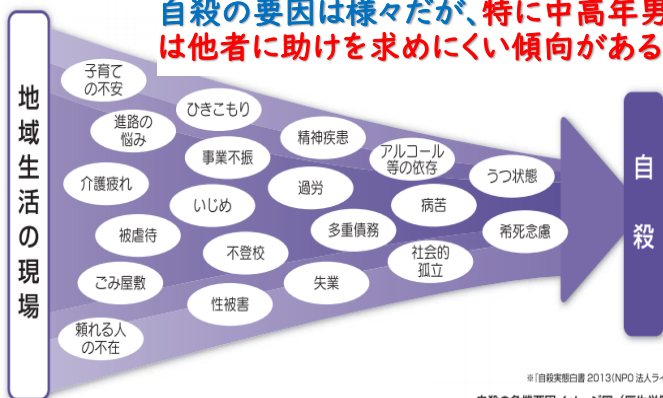 自殺の要因は様々だが、特に中高年男
は他者に助けを求めにくい傾向がある
地域生活の現場
子育て
の不安
進路の
悩み
介護疲れ
被虐待
ごみ屋敷
頼れる人
の不在
ひきこもり
事業不振
いじめ
不登校
性被害
精神疾患
過労
多重債務
失業
アルコール
等の依存
病苦
社会的
孤立
うつ状態
希死念慮
自殺
※「自殺実態白書2013(NPO法人ライ